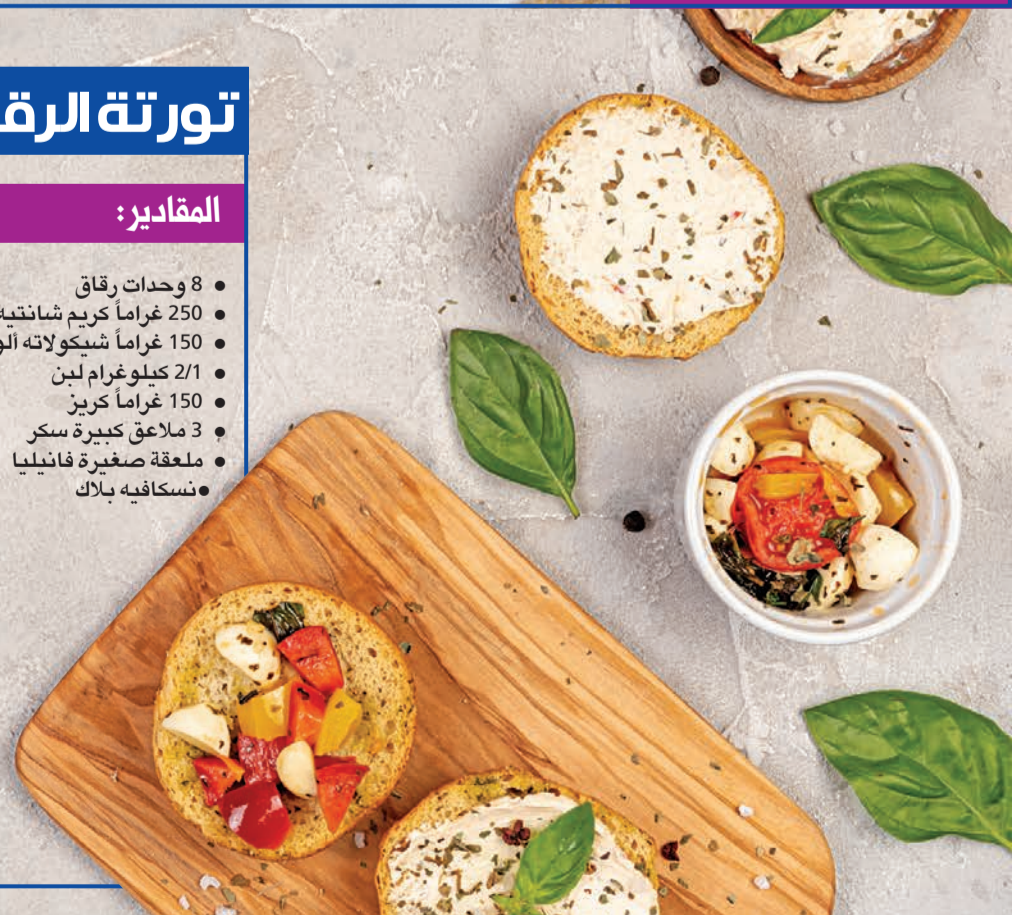 تورتة الرق
المقادير:
● 8 وحدات رقاق
● 250 غراماً كريم شانتيه
● 150 غراماً شيكولاته ألو
● 2/1 كيلوغرام لبن
● 150 غراماً كريز
● 3 ملاعق كبيرة سكر
● ملعقة صغيرة فانيليا
●نسكافيه بلاك